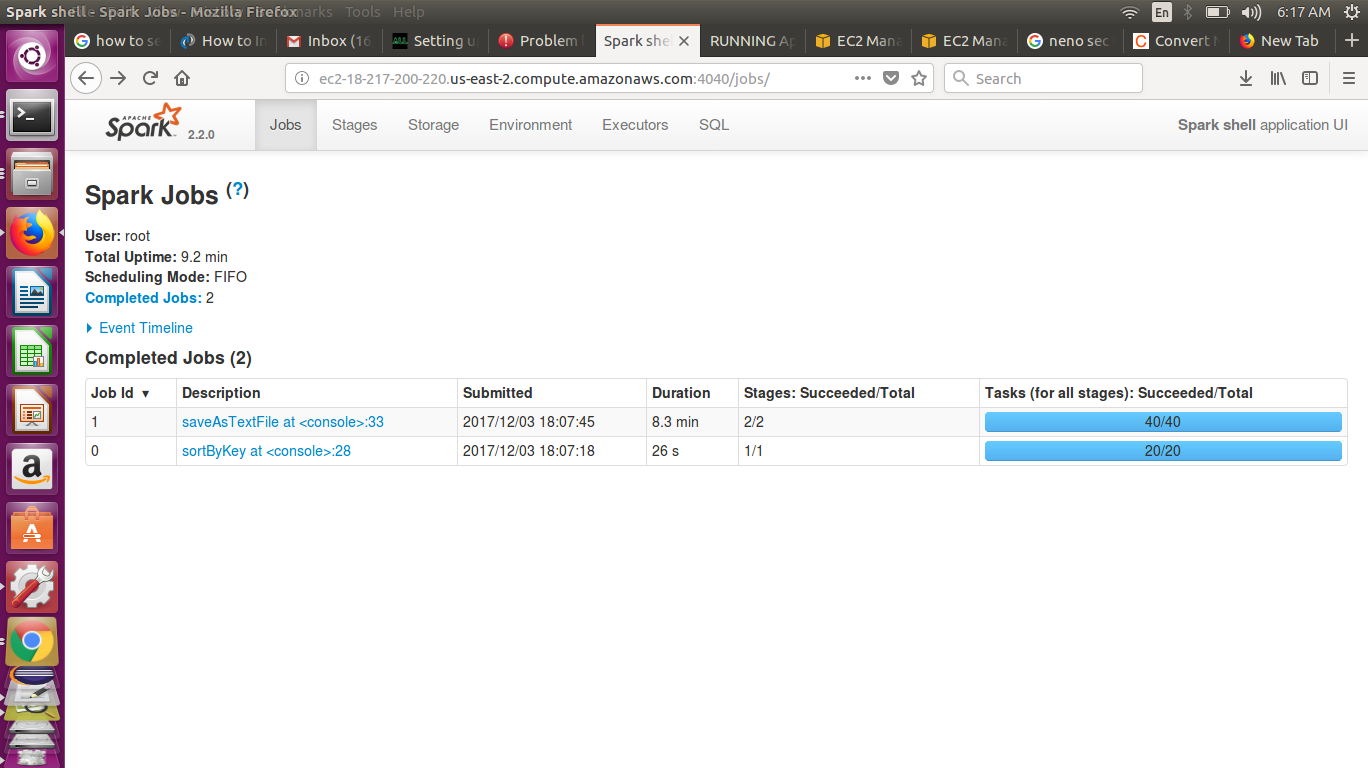 Spark shell - Spark Jobs - Mozilla Firefox
Tools Help
En
6:17 AM
how to se
How to In
Inbox (16
Setting u
Problem
Spark she
RUNNING Ap
EC2 Mana
EC2 Mana
neno sec
Convert
New Tab
ec2-18-217-200-220.us-east-2.compute.amazonaws.com:4040/jobs/
Search
APACHE
Spark 2.2.0
Jobs Stages Storage Environment Executors SQL
Spark shell application UI
Spark Jobs (?)
User: root
Total Uptime: 9.2 min
Scheduling Mode: FIFO
Completed Jobs: 2
Event Timeline
Completed Jobs (2)
Job Id ▾ Description Submitted Duration Stages: Succeeded/Total Tasks (for all stages): Succeeded/Total
1 saveAsTextFile at <console>:33 2017/12/03 18:07:45 8.3 min 2/2 40/40
0 sortByKey at <console>:28 2017/12/03 18:07:18 26 s 1/1 20/20